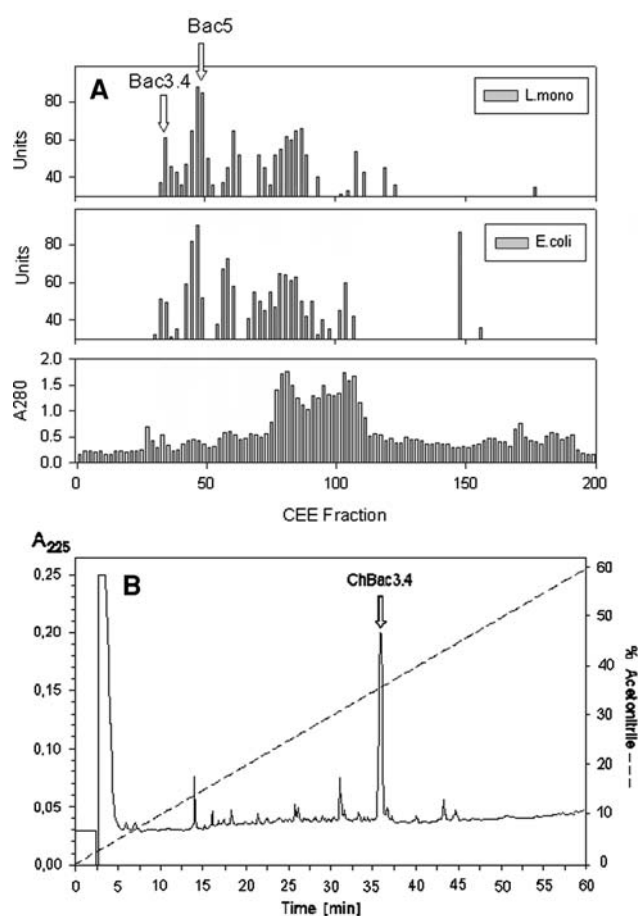 Bac5
Bac3.4
A
L.mono
Units
80
60
40
E.coli
Units
80
60
40
A280
2.0
1.5
1.0
0.5
0.0
0 50 100 150 200
CEE Fraction
A225
B
ChBac3.4
0,25
0,20
0,15
0,10
0,05
0,00
60
50
40
30
20
10
0
% Acetonitrile ----
0 5 10 15 20 25 30 35 40 45 50 55 60
Time [min]